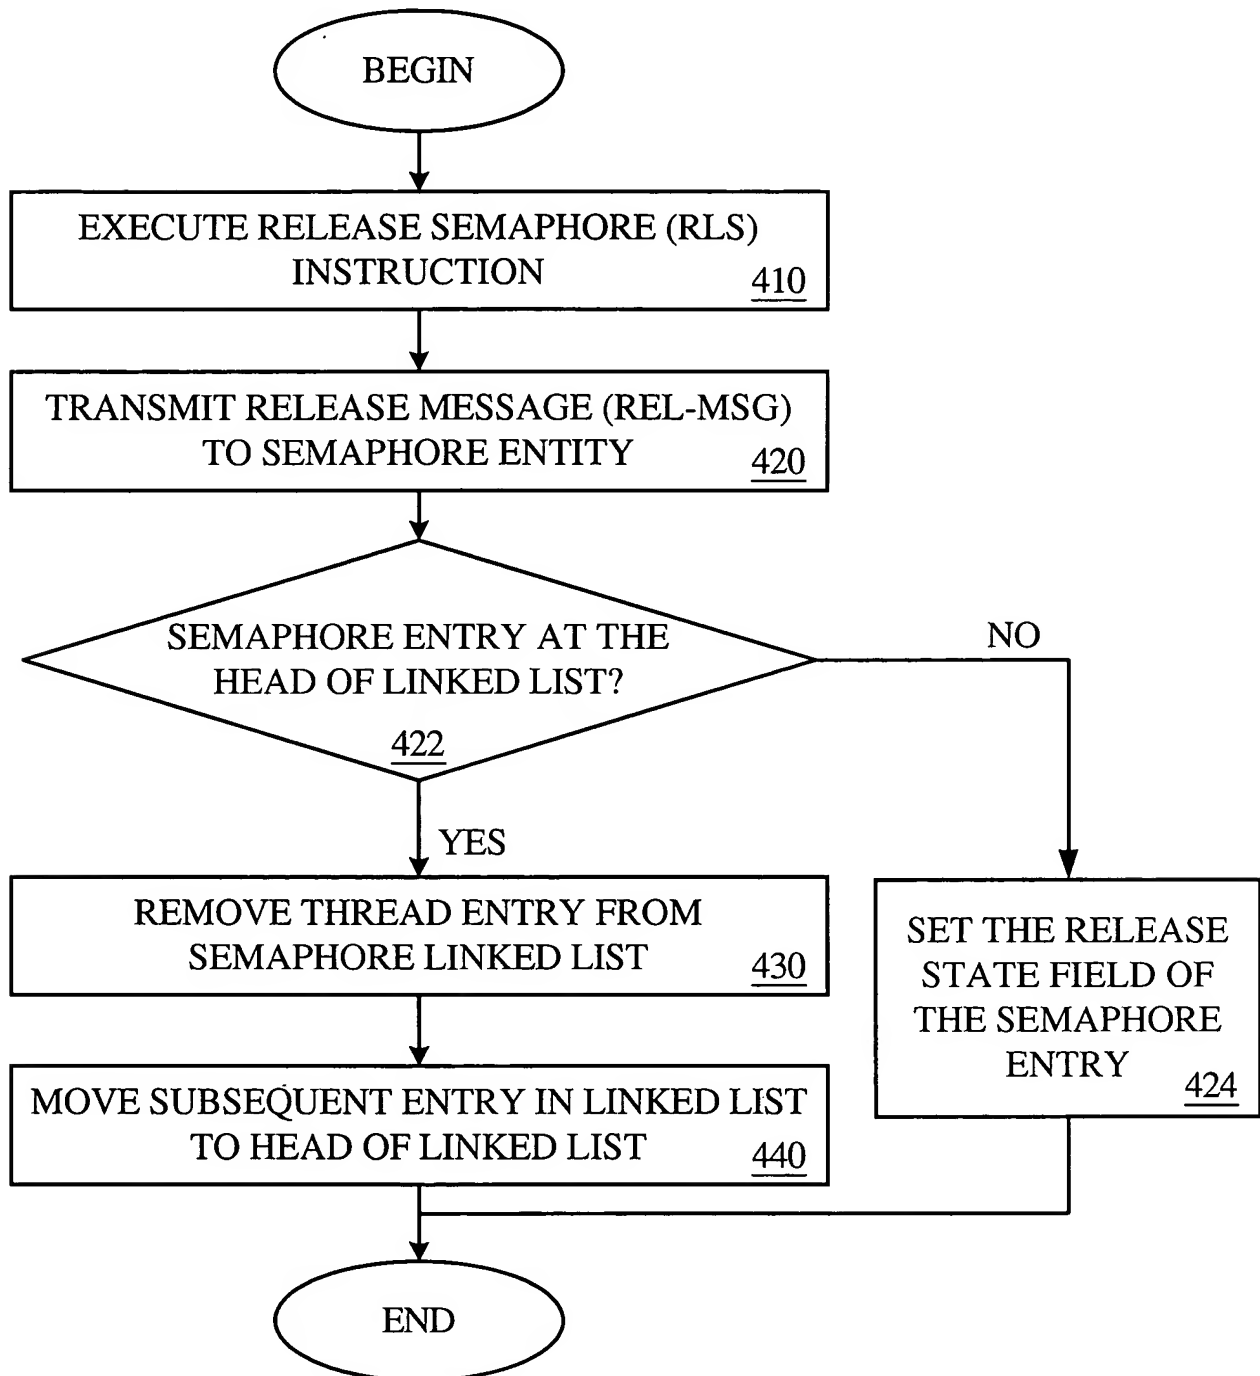 BEGIN
EXECUTE RELEASE SEMAPHORE (RLS)
INSTRUCTION
410
TRANSMIT RELEASE MESSAGE (REL-MSG)
TO SEMAPHORE ENTITY
420
SEMAPHORE ENTRY AT THE
HEAD OF LINKED LIST?
422
NO
YES
REMOVE THREAD ENTRY FROM
SEMAPHORE LINKED LIST
430
SET THE RELEASE
STATE FIELD OF
THE SEMAPHORE
ENTRY
424
MOVE SUBSEQUENT ENTRY IN LINKED LIST
TO HEAD OF LINKED LIST
440
END